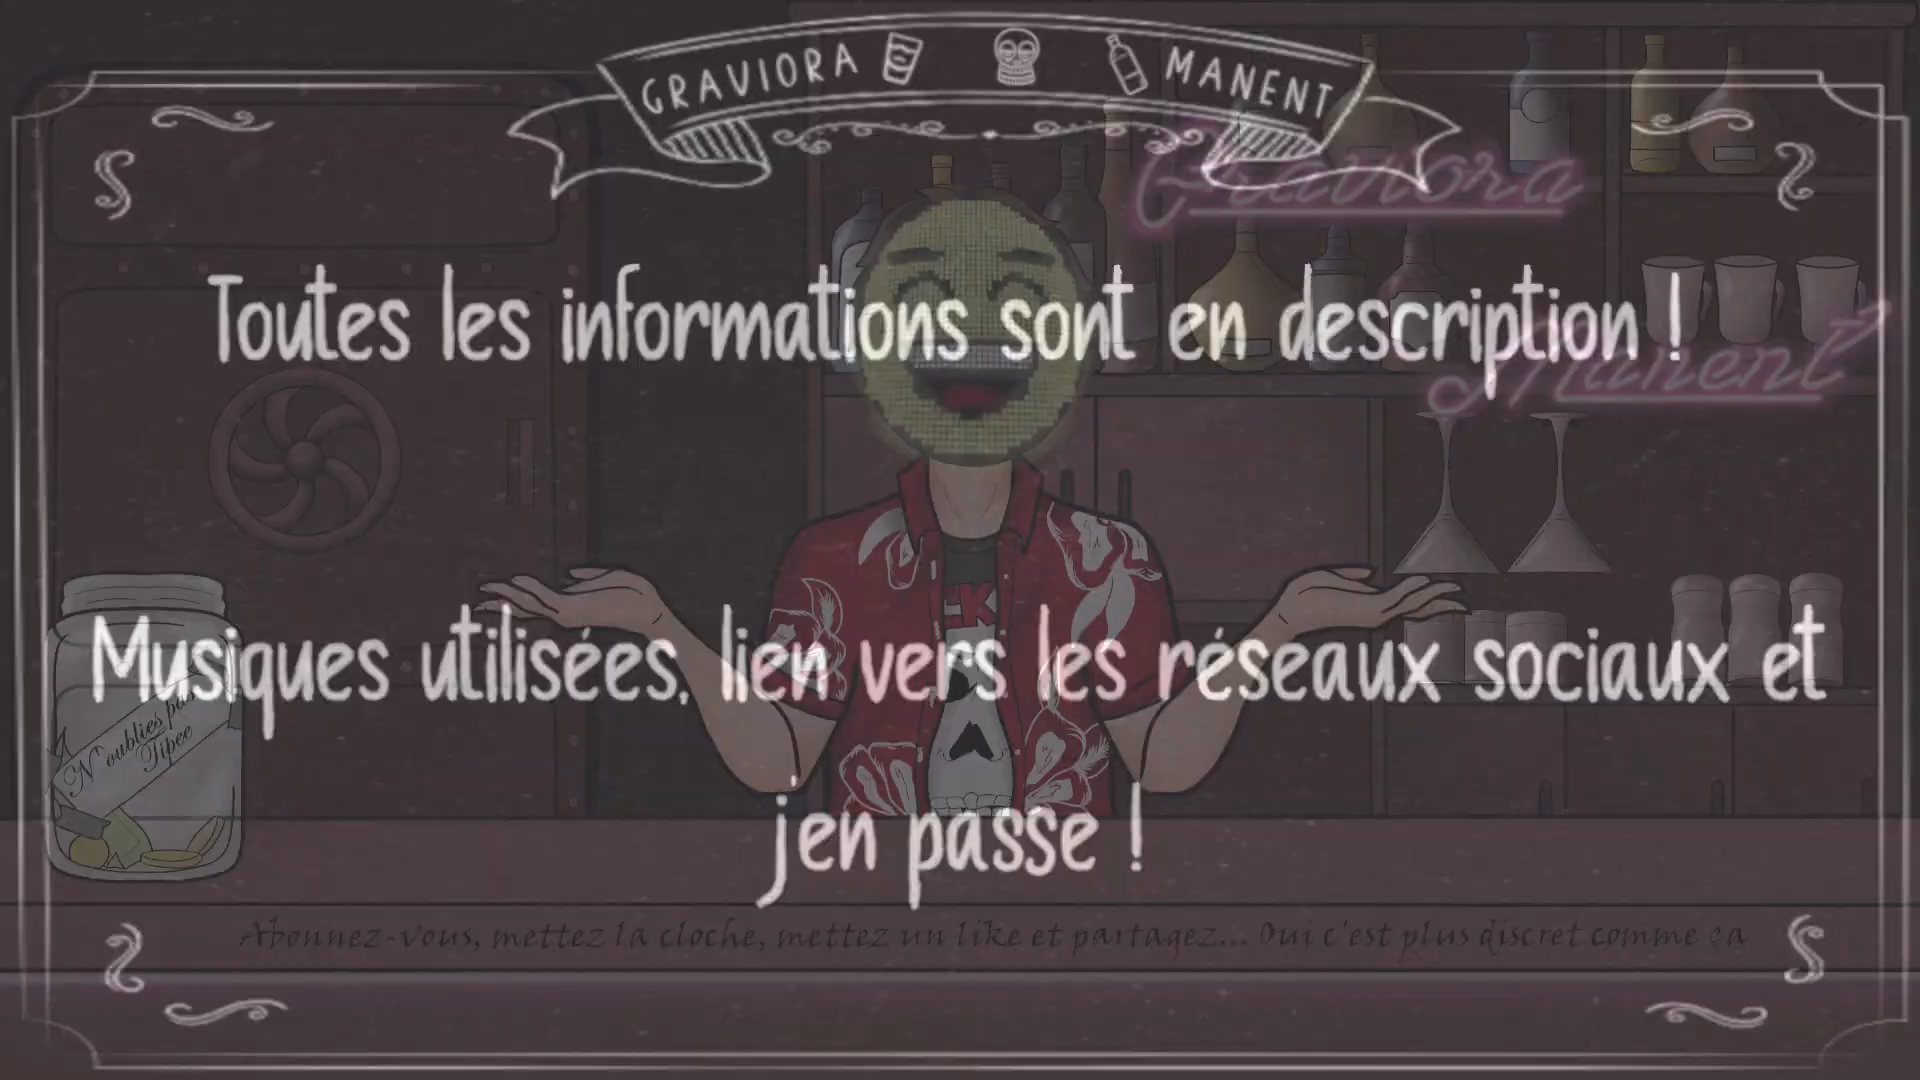 GRAVIORA MANENT
Graviora
Toutes les informations sont en description !
Manent
CK
Musiques utilisées, lien vers les réseaux sociaux et
N'oubliez pas
Tipee
jen passe !
Abonnez-vous, mettez la cloche, mettez un like et partagez... Oui c'est plus discret comme ça